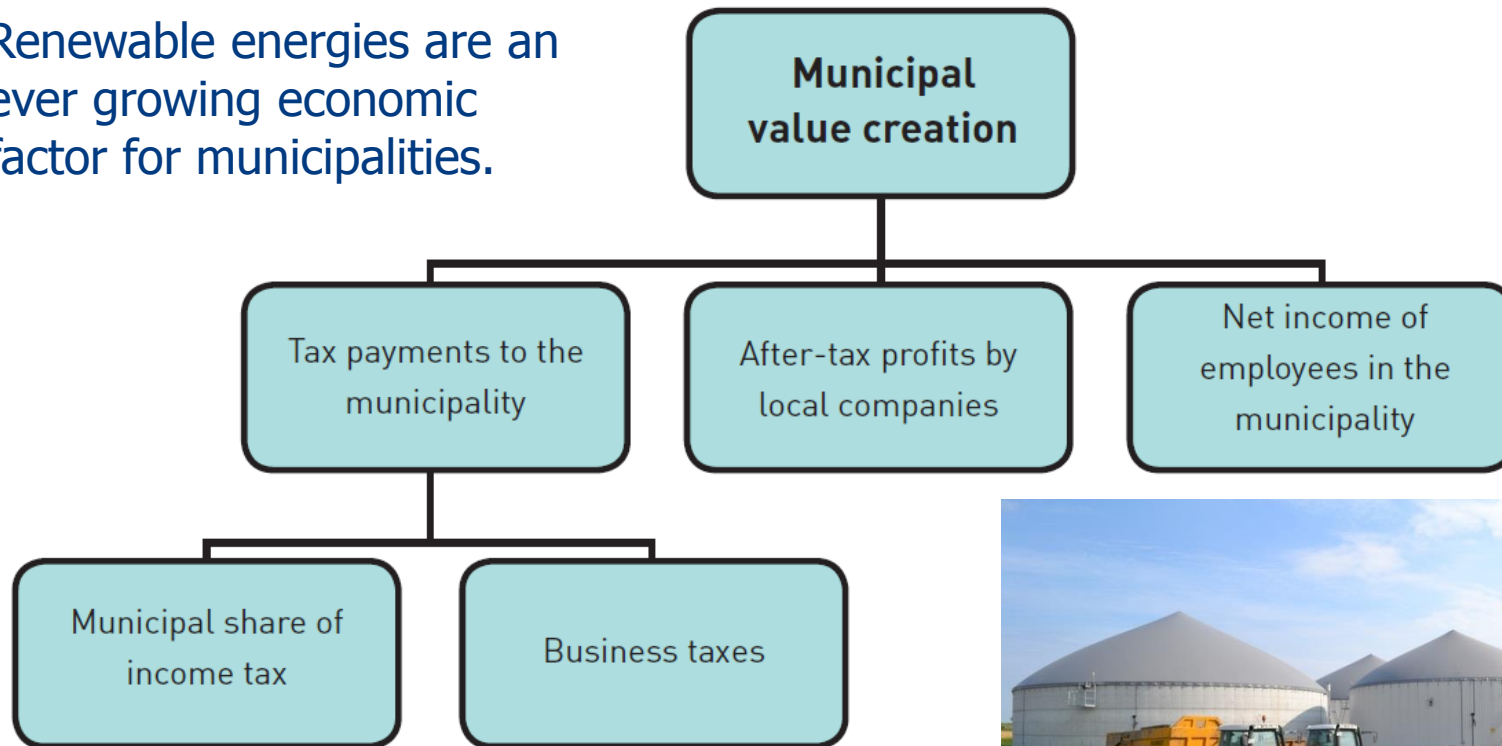 Renewable energies are an
ever growing economic
factor for municipalities.
Municipal
value creation
Tax payments to the
municipality
After-tax profits by
local companies
Net income of
employees in the
municipality
Municipal share of
income tax
Business taxes